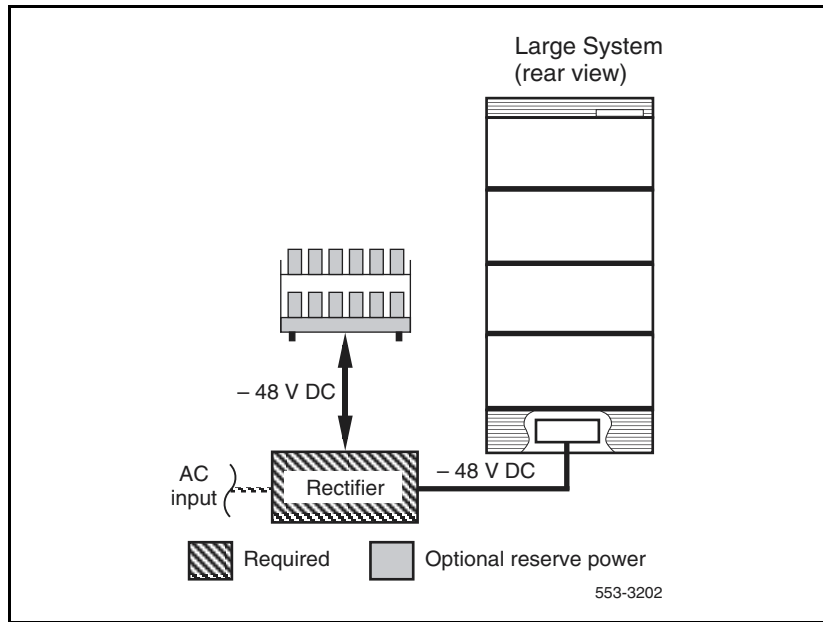 Large System
(rear view)
– 48 V DC
AC
input
Rectifier
– 48 V DC
Required
Optional reserve power
553-3202